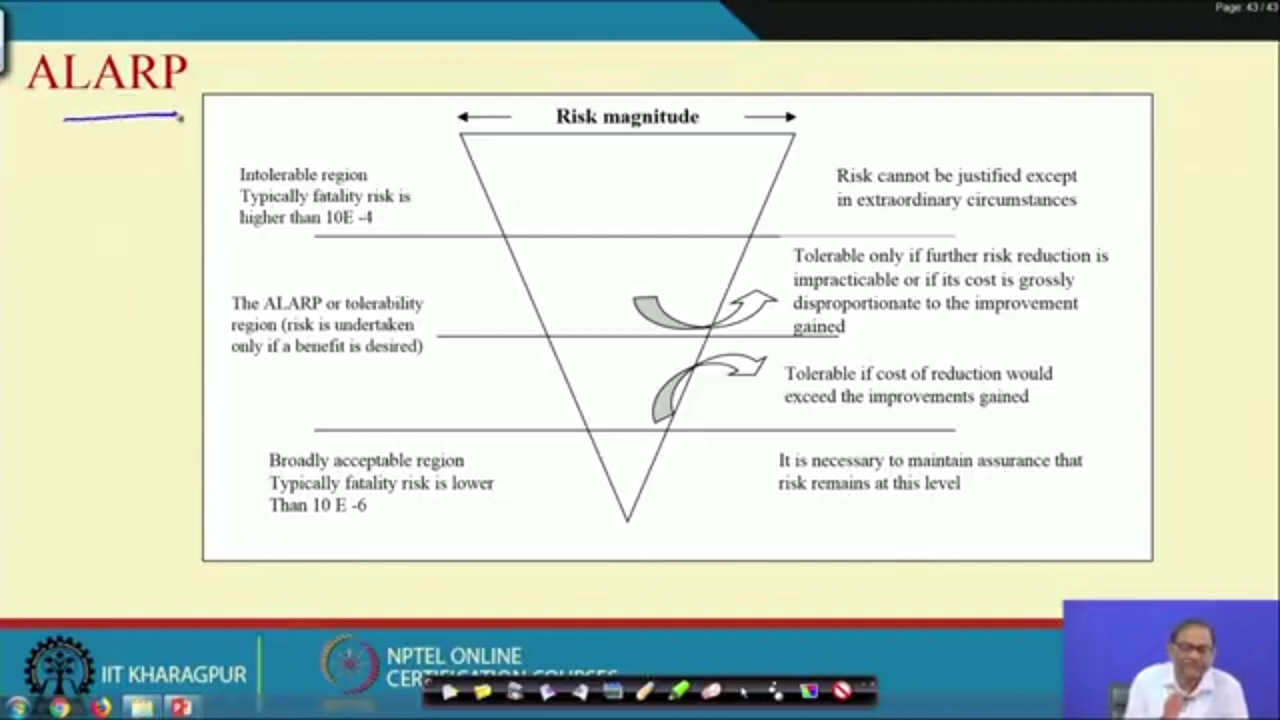 Page: 43 / 43
ALARP
Risk magnitude
Intolerable region
Typically fatality risk is
higher than 10E -4
Risk cannot be justified except
in extraordinary circumstances
Tolerable only if further risk reduction is
impracticable or if its cost is grossly
disproportionate to the improvement
gained
The ALARP or tolerability
region (risk is undertaken
only if a benefit is desired)
Tolerable if cost of reduction would
exceed the improvements gained
Broadly acceptable region
Typically fatality risk is lower
Than 10 E -6
It is necessary to maintain assurance that
risk remains at this level
IIT KHARAGPUR
NPTEL ONLINE
CERTIFICATION COURSES